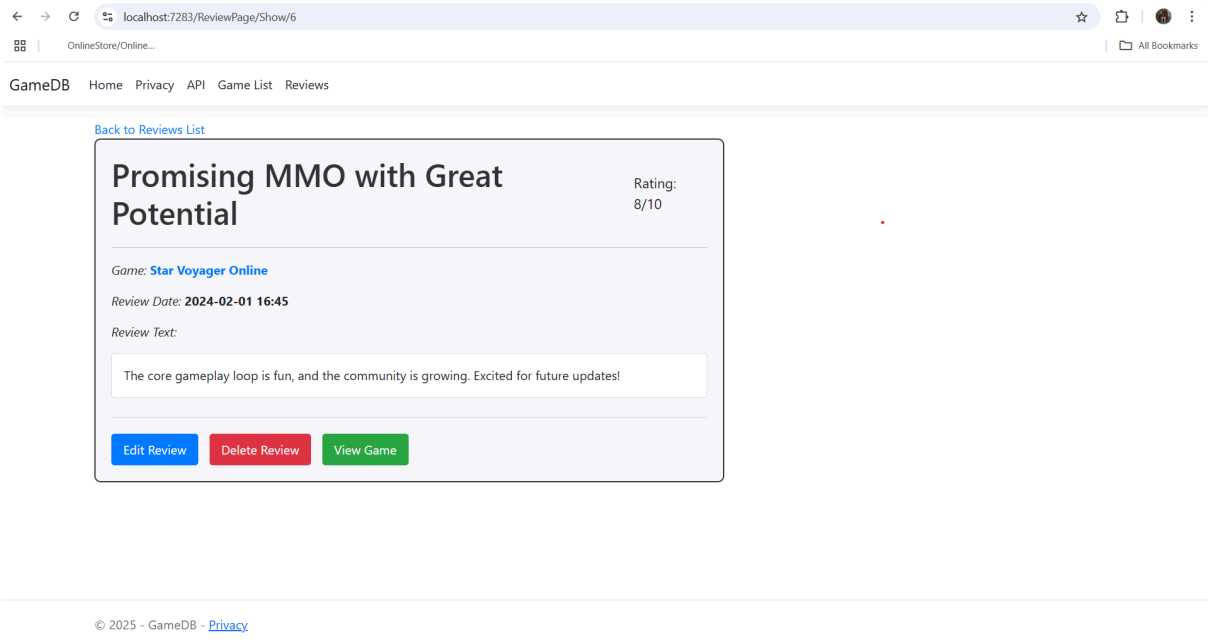 localhost:7283/ReviewPage/Show/6
OnlineStore/Online...
All Bookmarks
GameDB Home Privacy API Game List Reviews
Back to Reviews List
Promising MMO with Great
Potential
Rating:
8/10
Game: Star Voyager Online
Review Date: 2024-02-01 16:45
Review Text:
The core gameplay loop is fun, and the community is growing. Excited for future updates!
Edit Review Delete Review View Game
© 2025 - GameDB - Privacy